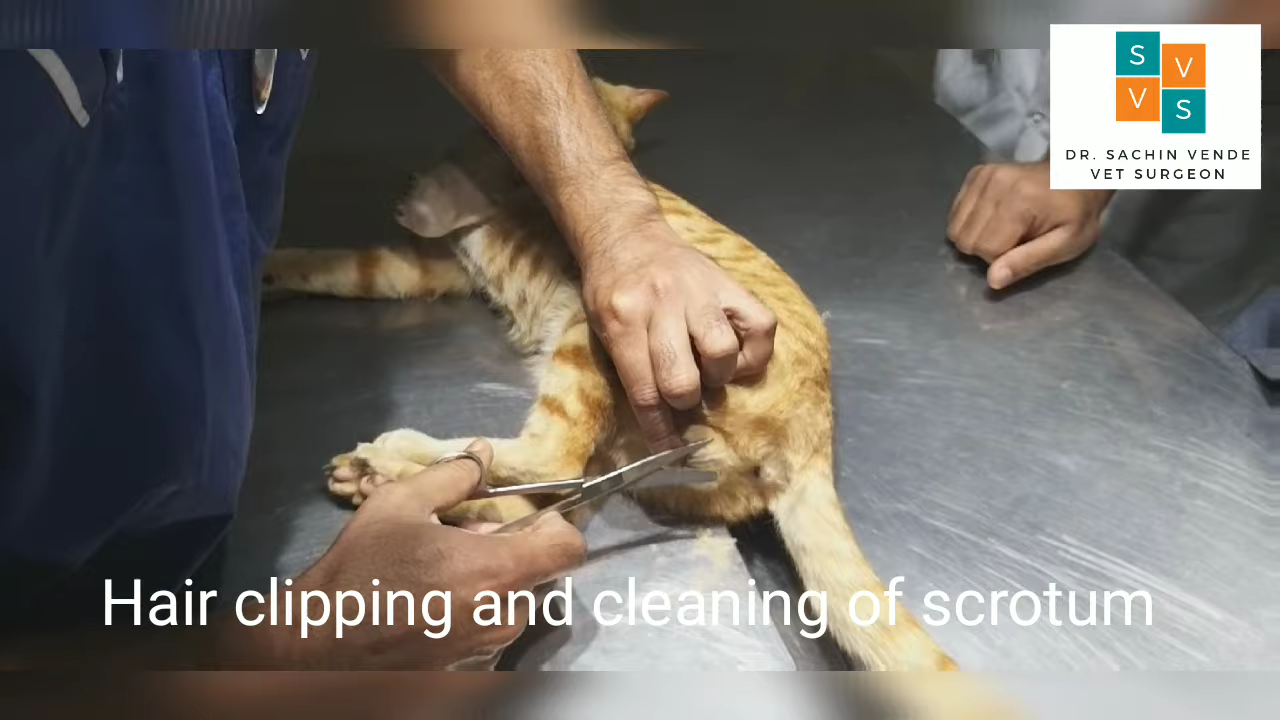 S V
V S
DR. SACHIN VENDE
VET SURGEON
Hair clipping and cleaning of scrotum